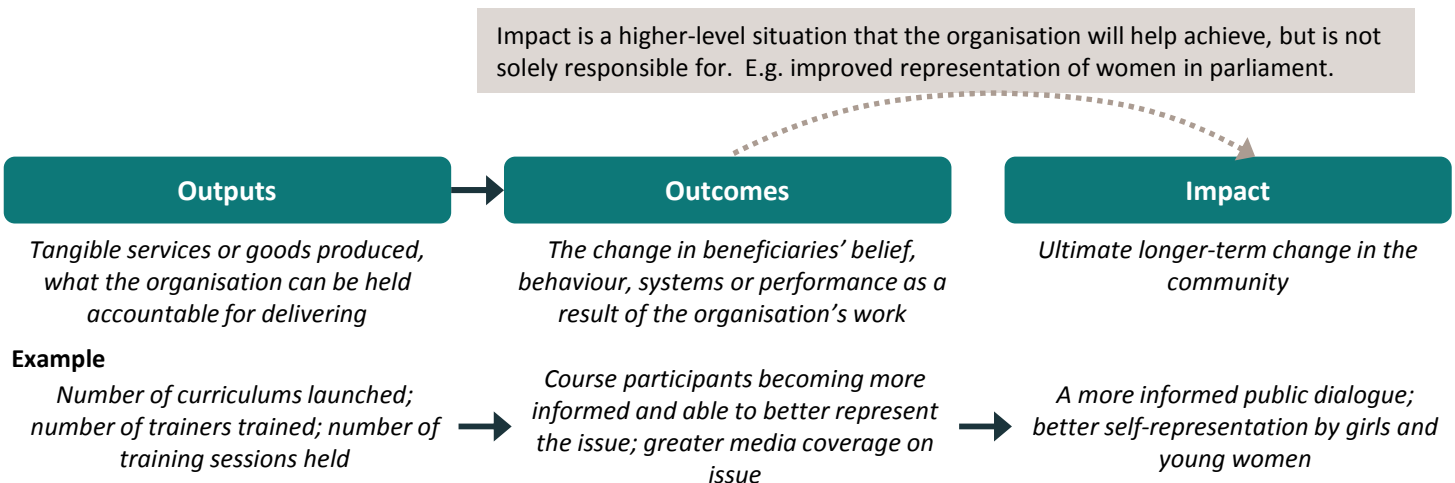 Impact is a higher-level situation that the organisation will help achieve, but is not
solely responsible for.  E.g. improved representation of women in parliament.
Outputs
Outcomes
Impact
Tangible services or goods produced,
what the organisation can be held
accountable for delivering
The change in beneficiaries’ belief,
behaviour, systems or performance as a
result of the organisation’s work
Ultimate longer-term change in the
community
Example
Number of curriculums launched;
number of trainers trained; number of
training sessions held
Course participants becoming more
informed and able to better represent
the issue; greater media coverage on
issue
A more informed public dialogue;
better self-representation by girls and
young women